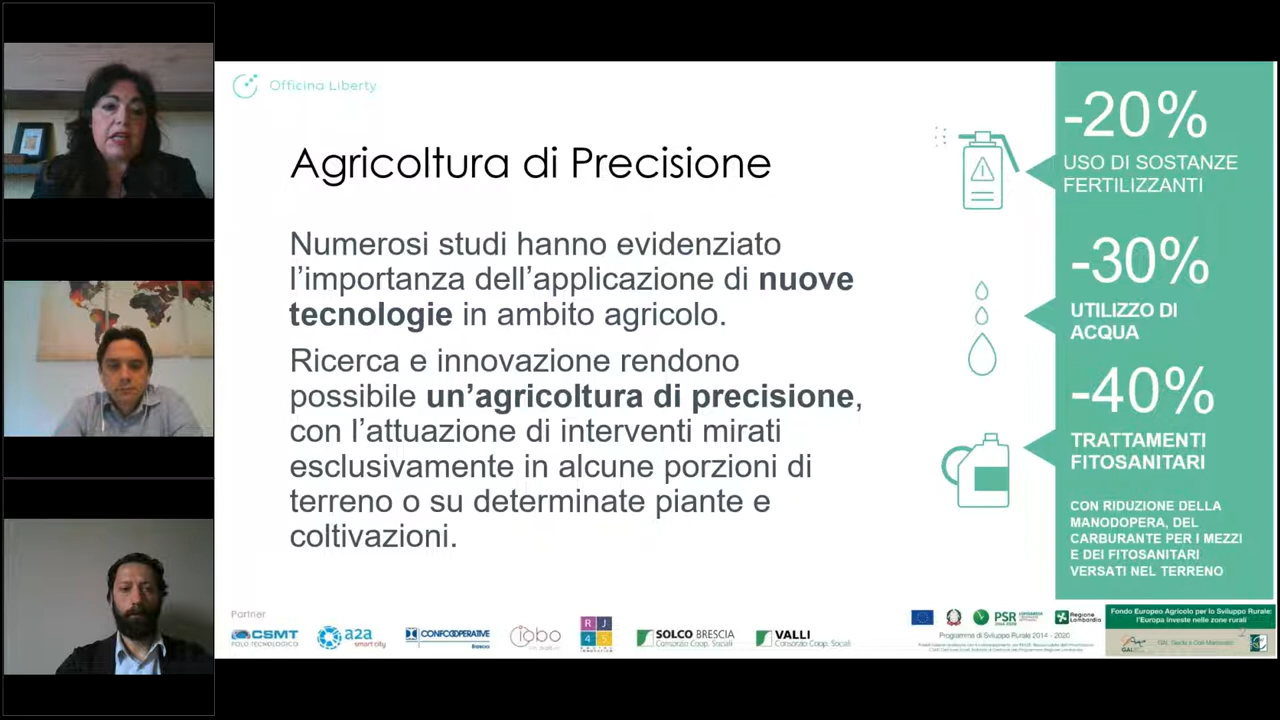 Officina Liberty
Agricoltura di Precisione
Numerosi studi hanno evidenziato
l’importanza dell’applicazione di nuove
tecnologie in ambito agricolo.
Ricerca e innovazione rendono
possibile un’agricoltura di precisione,
con l’attuazione di interventi mirati
esclusivamente in alcune porzioni di
terreno o su determinate piante e
coltivazioni.
-20%
USO DI SOSTANZE
FERTILIZZANTI
-30%
UTILIZZO DI
ACQUA
-40%
TRATTAMENTI
FITOSANITARI
CON RIDUZIONE DELLA
MANODOPERA, DEL
CARBURANTE PER I MEZZI
E DEI FITOSANITARI
VERSATI NEL TERRENO
Partner
CSMT
POLO TECNOLOGICO
a2a
smart city
CONFCOOPERATIVE
Brescia
RJ
45
SOLCO BRESCIA
Consorzio Coop. Sociali
VALLI
Consorzio Coop. Sociali
PSR
Regione
Lombardia
Programma di Sviluppo Rurale 2014 - 2020
Fondo Europeo Agricolo per lo Sviluppo Rurale:
l’Europa investe nelle zone rurali